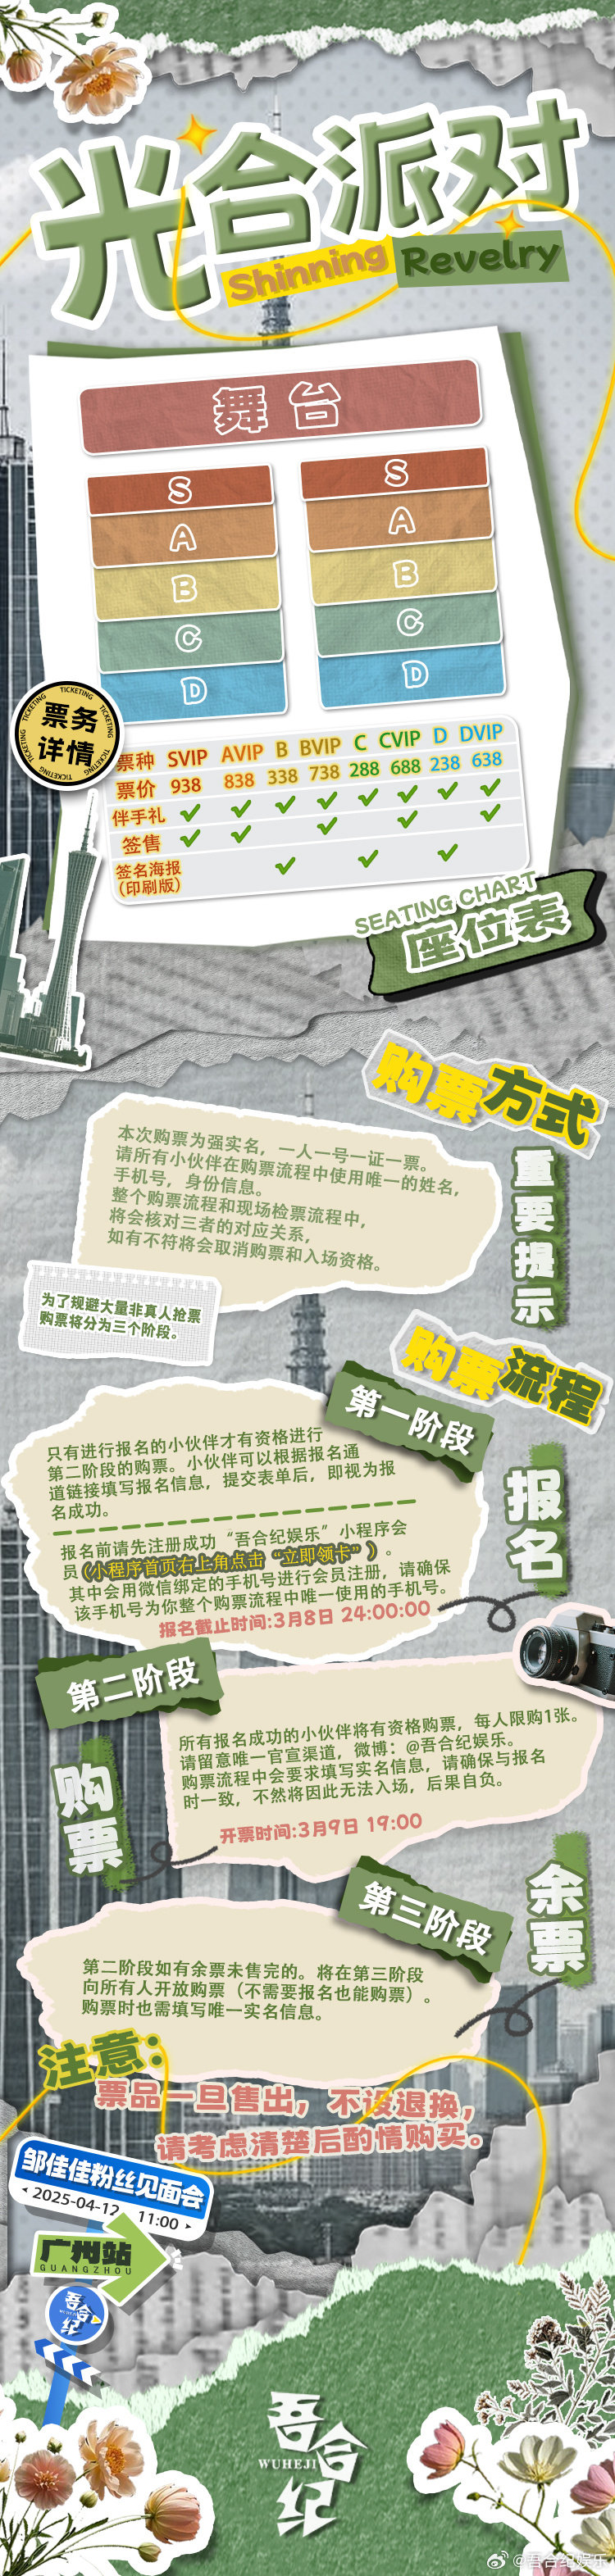 光合派对
Shinning Revelry
舞台
S S
A A
B B
C C
D D
TICKETING TICKETING TICKETING TICKETING TICKETING
票务
详情
票种 SVIP AVIP B BVIP C CVIP D DVIP
票价 938 838 338 738 288 688 238 638
伴手礼 ✓ ✓ ✓ ✓ ✓ ✓ ✓ ✓
签售 ✓ ✓ ✓ ✓ ✓
签名海报
(印刷版) ✓ ✓ ✓
SEATING CHART
座位表
购票方式
重要提示
本次购票为强实名，一人一号一证一票。
请所有小伙伴在购票流程中使用唯一的姓名，
手机号，身份信息。
整个购票流程和现场检票流程中，
将会核对三者的对应关系，
如有不符将会取消购票和入场资格。
为了规避大量非真人抢票
购票将分为三个阶段。
购票流程
第一阶段
报名
只有进行报名的小伙伴才有资格进行
第二阶段的购票。小伙伴可以根据报名通
道链接填写报名信息，提交表单后，即视为报
名成功。
报名前请先注册成功“吾合纪娱乐”小程序会
员（小程序首页右上角点击“立即领卡”）。
其中会用微信绑定的手机号进行会员注册，请确保
该手机号为你整个购票流程中唯一使用的手机号。
报名截止时间:3月8日 24:00:00
第二阶段
购票
所有报名成功的小伙伴将有资格购票，每人限购1张。
请留意唯一官宣渠道，微博：@吾合纪娱乐。
购票流程中会要求填写实名信息，请确保与报名
时一致，不然将因此无法入场，后果自负。
开票时间:3月9日 19:00
第三阶段
余票
第二阶段如有余票未售完的。将在第三阶段
向所有人开放购票（不需要报名也能购票）。
购票时也需填写唯一实名信息。
注意：
票品一旦售出，不设退换，
请考虑清楚后酌情购买。
邹佳佳粉丝见面会
2025-04-12 11:00
广州站
GUANGZHOU
吾合纪
吾合纪
WUHEJI
@吾合纪娱乐